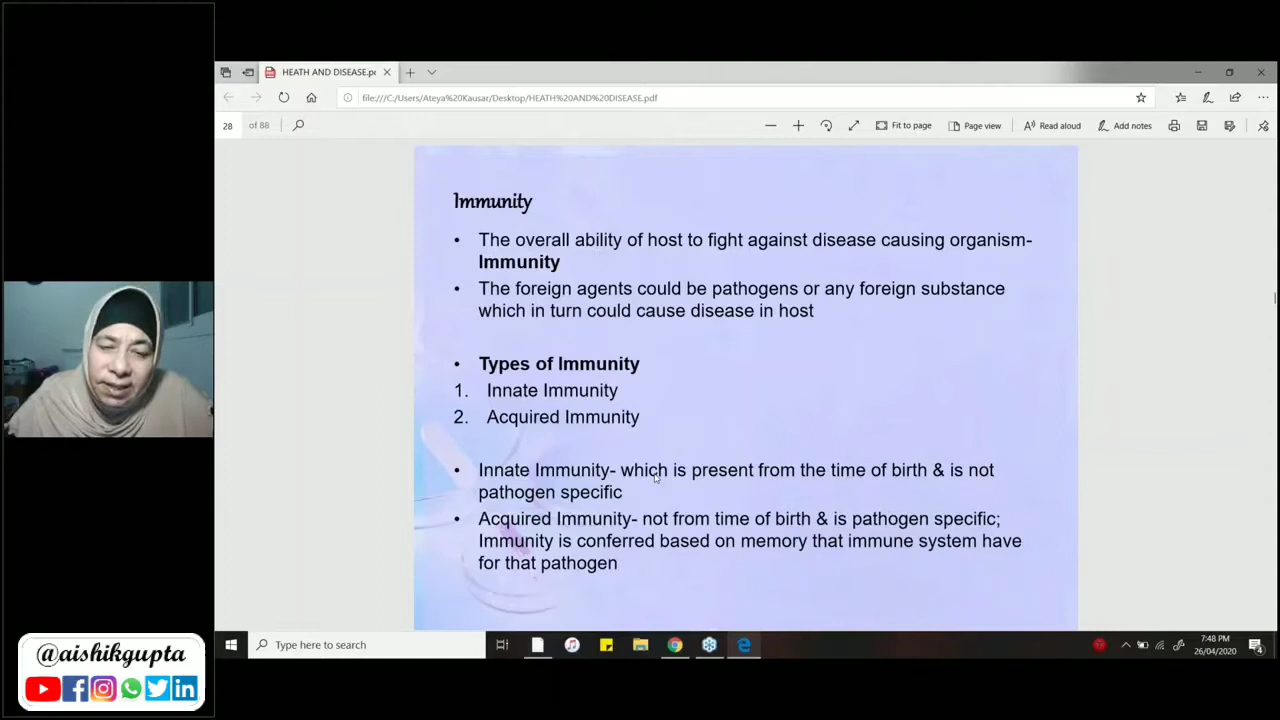 HEATH AND DISEASE.pc
file:///C:/Users/Ateya%20Kausar/Desktop/HEATH%20AND%20DISEASE.pdf
28 of 88
Fit to page
Page view
Read aloud
Add notes
Immunity
• The overall ability of host to fight against disease causing organism-
Immunity
• The foreign agents could be pathogens or any foreign substance
which in turn could cause disease in host
• Types of Immunity
1. Innate Immunity
2. Acquired Immunity
• Innate Immunity- which is present from the time of birth & is not
pathogen specific
• Acquired Immunity- not from time of birth & is pathogen specific;
Immunity is conferred based on memory that immune system have
for that pathogen
@aishikgupta
Type here to search
7:48 PM
26/04/2020